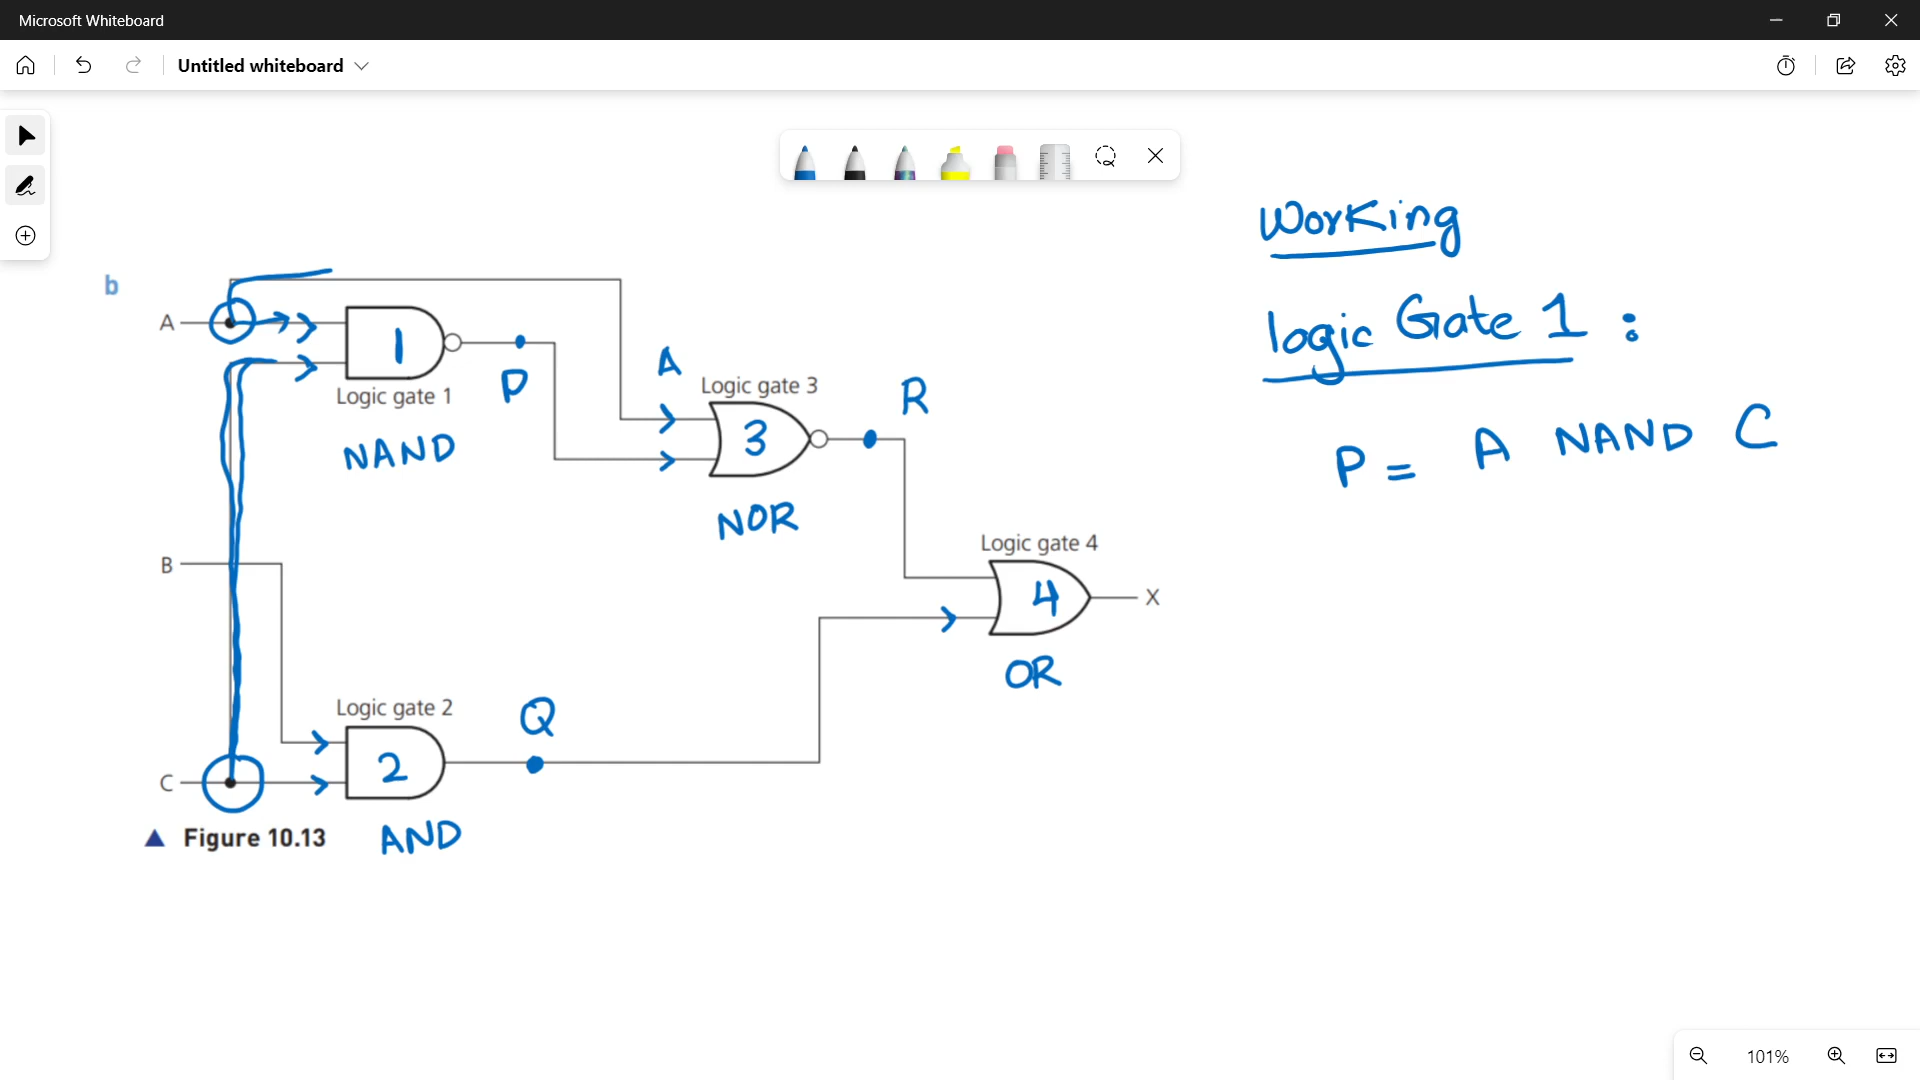 Microsoft Whiteboard
Untitled whiteboard
Working
b
A
1
Logic gate 1
P
NAND
A
Logic gate 3
3
NOR
R
logic Gate 1 :
P = A NAND C
B
Logic gate 4
4
X
OR
Logic gate 2
2
Q
C
AND
▲ Figure 10.13
101%